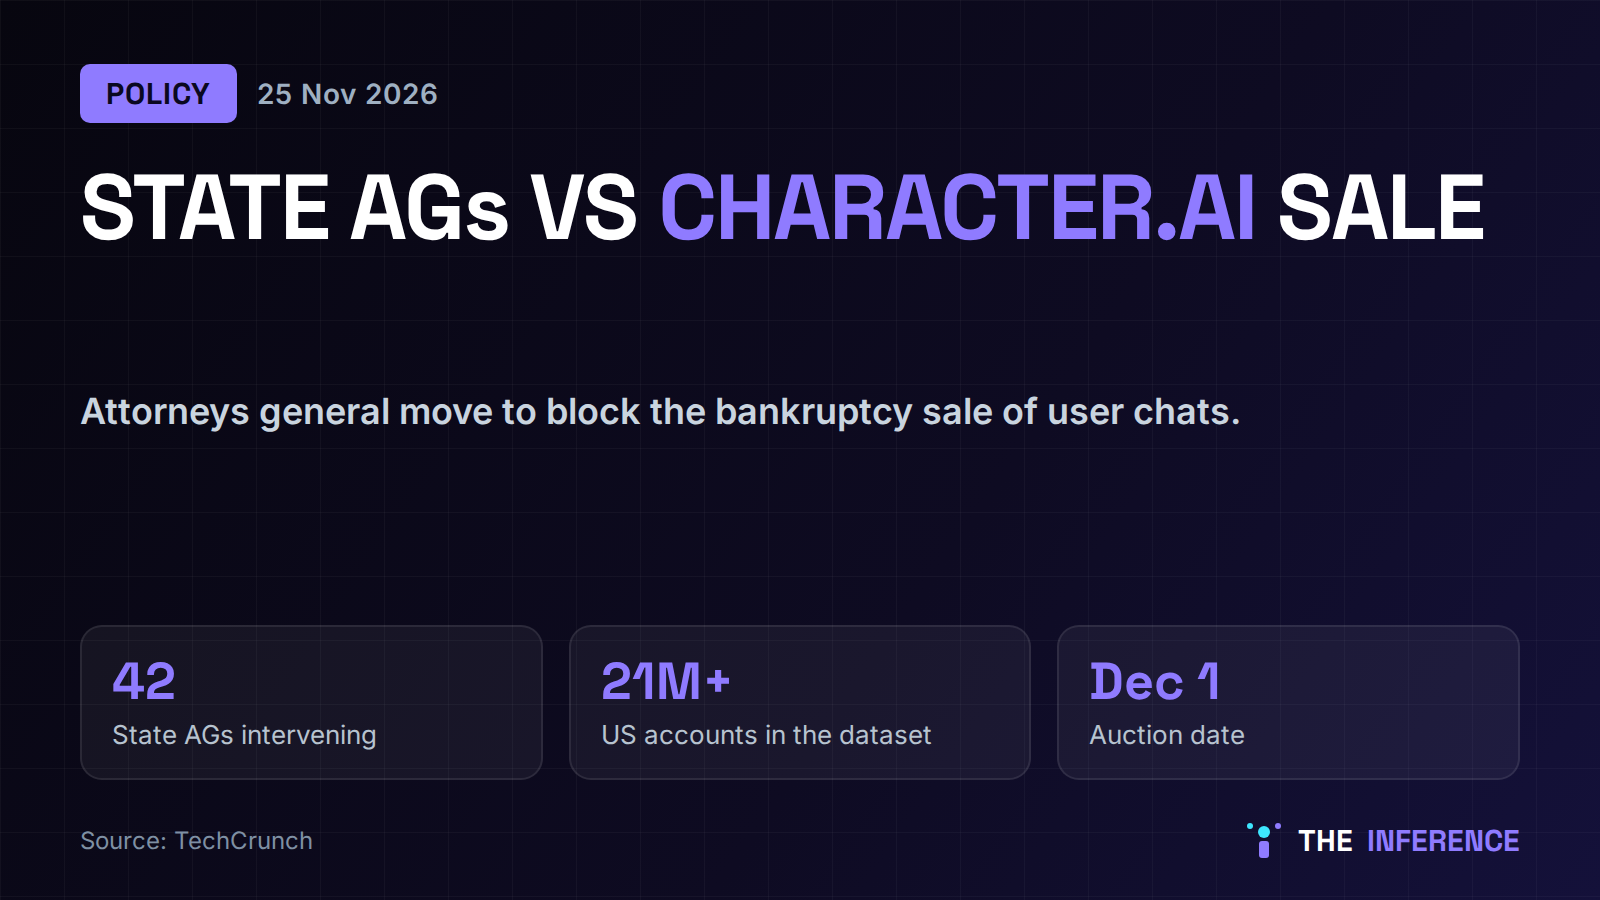 POLICY 25 Nov 2026
STATE AGs VS CHARACTER.AI SALE
Attorneys general move to block the bankruptcy sale of user chats.
42
State AGs intervening
21M+
US accounts in the dataset
Dec 1
Auction date
Source: TechCrunch
THE INFERENCE